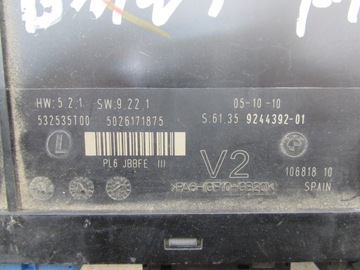 HW:5.2.1 SW:9.22.1 05-10-10
532535T00 5026171875 S:61.35 9244392-01
L
PL6 JBBFE III
V2
106818 10
SPAIN